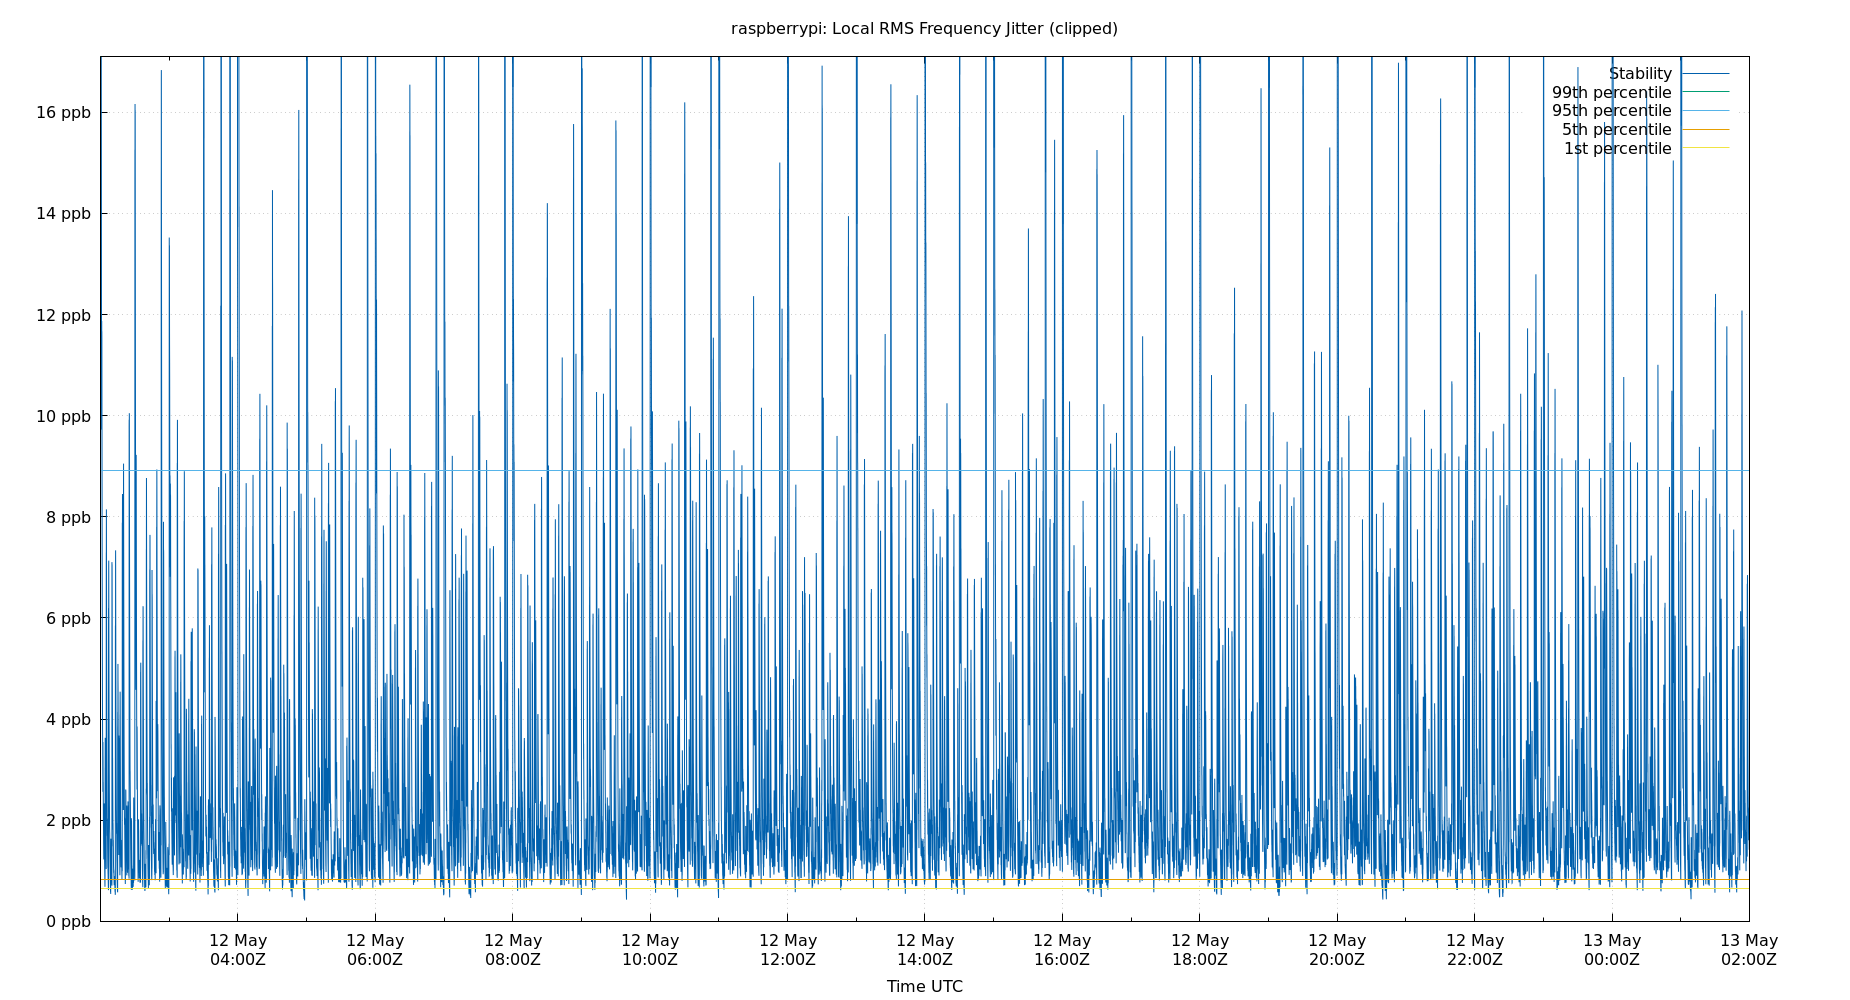 raspberrypi: Local RMS Frequency Jitter (clipped)
Stability
99th percentile
95th percentile
5th percentile
1st percentile
16 ppb
14 ppb
12 ppb
10 ppb
8 ppb
6 ppb
4 ppb
2 ppb
0 ppb
12 May 12 May 12 May 12 May 12 May 12 May 12 May 12 May 12 May 12 May 13 May 13 May
04:00Z 06:00Z 08:00Z 10:00Z 12:00Z 14:00Z 16:00Z 18:00Z 20:00Z 22:00Z 00:00Z 02:00Z
Time UTC